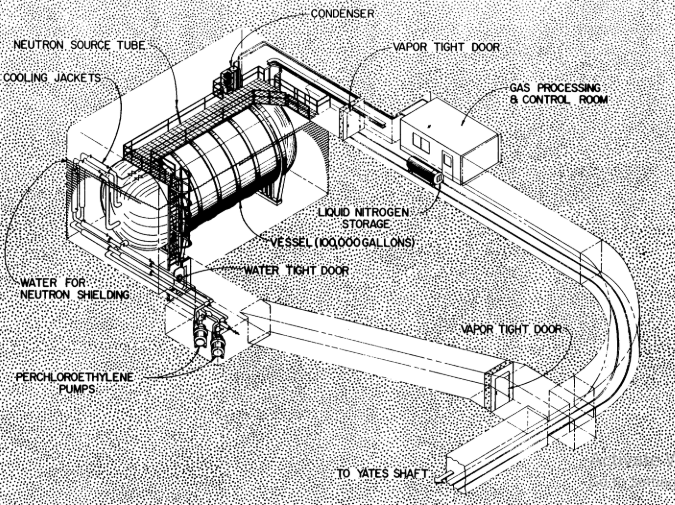 CONDENSER
NEUTRON SOURCE TUBE
VAPOR TIGHT DOOR
COOLING JACKETS
GAS PROCESSING
& CONTROL ROOM
LIQUID NITROGEN
STORAGE
VESSEL (100,000 GALLONS)
WATER TIGHT DOOR
WATER FOR
NEUTRON SHIELDING
VAPOR TIGHT DOOR
PERCHLOROETHYLENE
PUMPS
TO YATES SHAFT